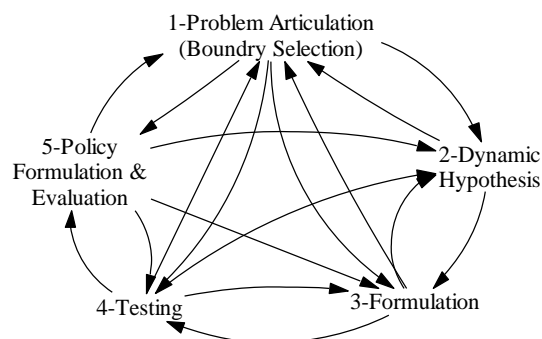 1-Problem Articulation
(Boundry Selection)
5-Policy
Formulation &
Evaluation
2-Dynamic
Hypothesis
4-Testing
3-Formulation